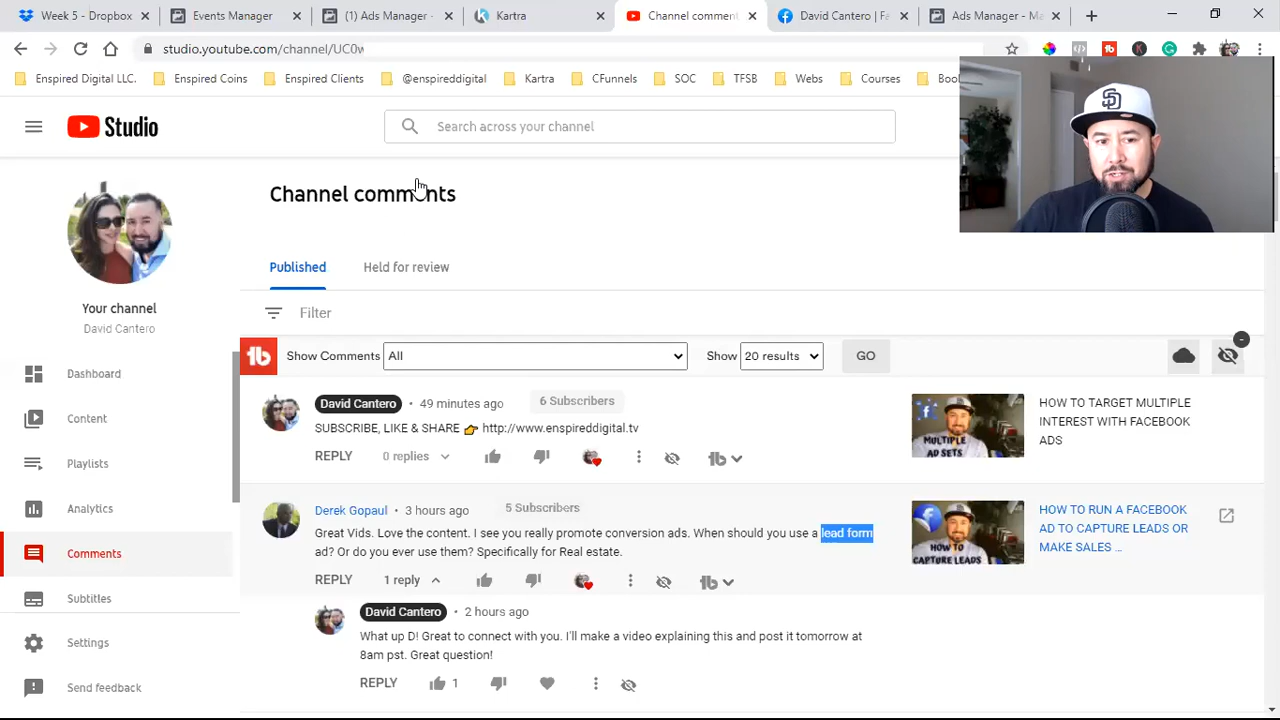 Week 5 - Dropbox
Events Manager
(1) Ads Manager -
Kartra
Channel comment
David Cantero | Fa
Ads Manager - M
studio.youtube.com/channel/UC0w
Enspired Digital LLC.
Enspired Coins
Enspired Clients
@enspireddigital
Kartra
CFunnels
SOC
TFSB
Webs
Courses
Boo
Studio
Search across your channel
Channel comments
Your channel
David Cantero
Published
Held for review
Filter
Show Comments
All
Show
20 results
GO
Dashboard
Content
Playlists
Analytics
Comments
Subtitles
Settings
Send feedback
David Cantero • 49 minutes ago
6 Subscribers
SUBSCRIBE, LIKE & SHARE 👉 http://www.enspireddigital.tv
REPLY
0 replies
MULTIPLE
AD SETS
HOW TO TARGET MULTIPLE
INTEREST WITH FACEBOOK
ADS
Derek Gopaul • 3 hours ago
5 Subscribers
Great Vids. Love the content. I see you really promote conversion ads. When should you use a lead form
ad? Or do you ever use them? Specifically for Real estate.
REPLY
1 reply
HOW TO
CAPTURE LEADS
HOW TO RUN A FACEBOOK
AD TO CAPTURE LEADS OR
MAKE SALES ...
David Cantero • 2 hours ago
What up D! Great to connect with you. I'll make a video explaining this and post it tomorrow at
8am pst. Great question!
REPLY
1